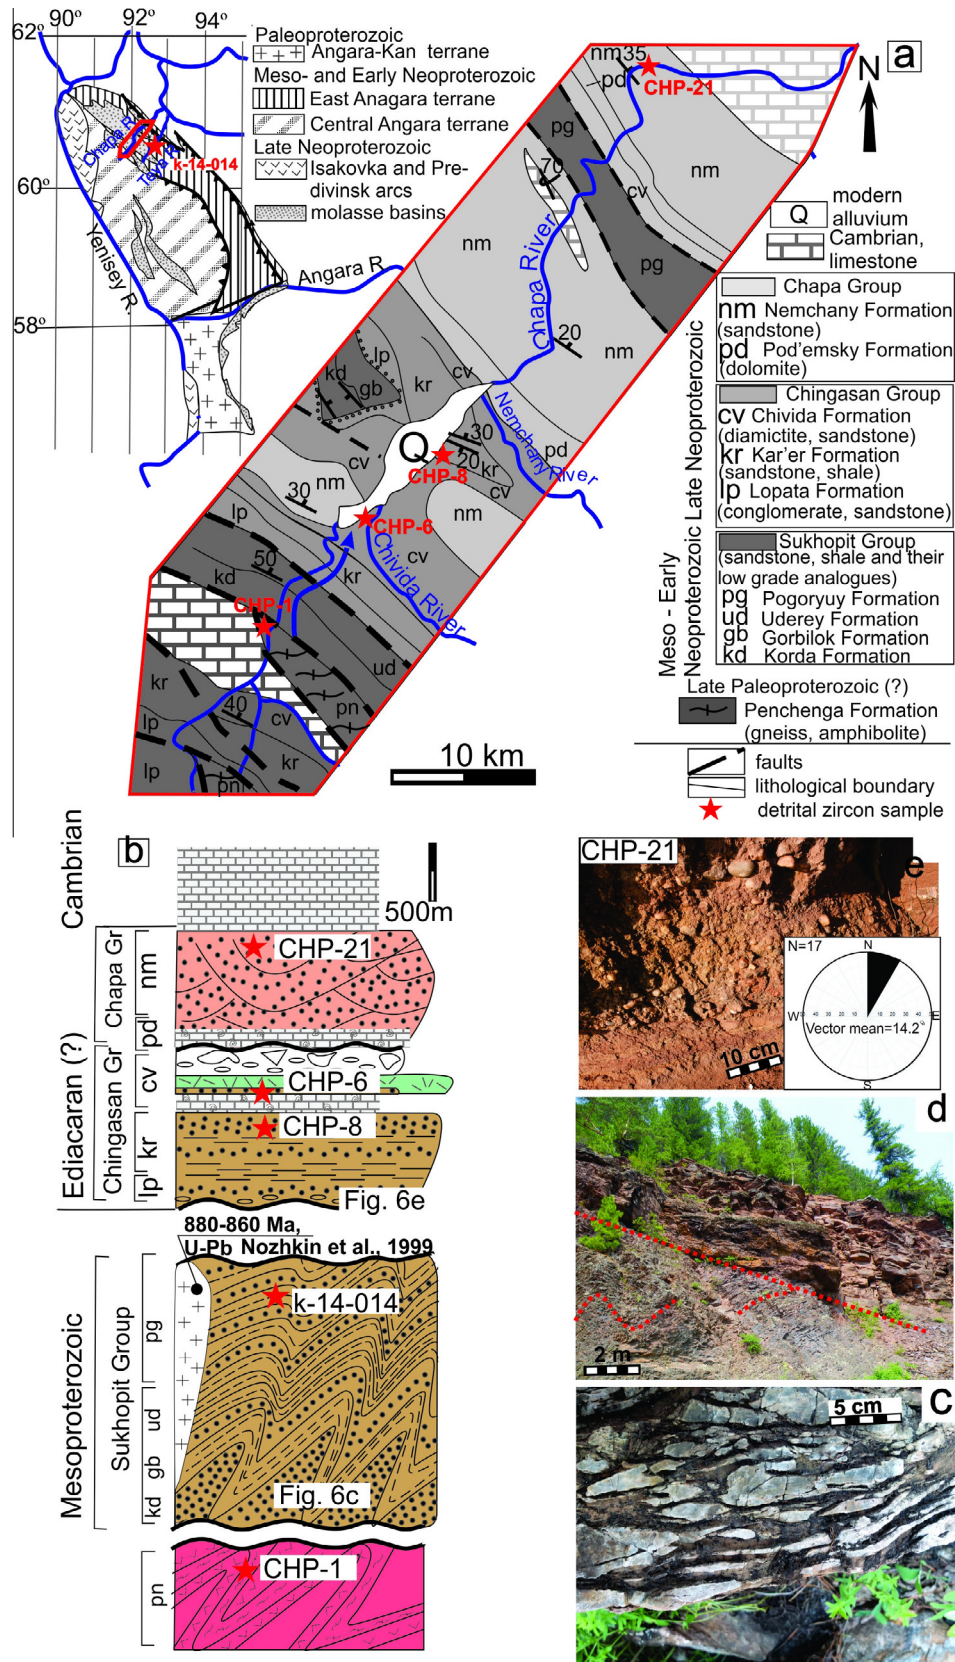 62º
90º
92º
94º
60º
58º
Chapa R.
Teya R.
k-14-014
Yenisey R.
Angara R.
Paleoproterozoic
Angara-Kan terrane
Meso- and Early Neoproterozoic
East Anagara terrane
Central Angara terrane
Late Neoproterozoic
Isakovka and Pre-
divinsk arcs
molasse basins
a
N
nm
35
pd
CHP-21
pg
nm
cv
70
nm
pg
Chapa River
20
nm
lp
kd
gb
kr
cv
Q
30
20
kr
CHP-8
pd
Nemchany River
cv
cv
nm
30
nm
CHP-6
lp
cv
50
kr
Chivida River
kd
CHP-1
ud
kr
pn
40
cv
lp
kr
lp
pn
10 km
Q
modern
alluvium
Cambrian,
limestone
Chapa Group
nm Nemchany Formation
(sandstone)
pd Pod'emsky Formation
(dolomite)
Chingasan Group
cv Chivida Formation
(diamictite, sandstone)
kr Kar'er Formation
(sandstone, shale)
lp Lopata Formation
(conglomerate, sandstone)
Late Neoproterozoic
Sukhopit Group
(sandstone, shale and their
low grade analogues)
pg Pogoryuy Formation
ud Uderey Formation
gb Gorbilok Formation
kd Korda Formation
Meso - Early
Neoproterozoic
Late Paleoproterozoic (?)
Penchenga Formation
(gneiss, amphibolite)
faults
lithological boundary
detrital zircon sample
b
500m
Cambrian
Chapa Gr
nm
pd
CHP-21
Ediacaran (?)
Chingasan Gr
cv
kr
lp
CHP-6
CHP-8
Fig. 6e
880-860 Ma,
U-Pb Nozhkin et al., 1999
k-14-014
Mesoproterozoic
Sukhopit Group
pg
ud
gb
kd
Fig. 6c
CHP-1
pn
CHP-21
e
10 cm
N=17
N
W
E
S
Vector mean=14.2°
d
2 m
C
5 cm